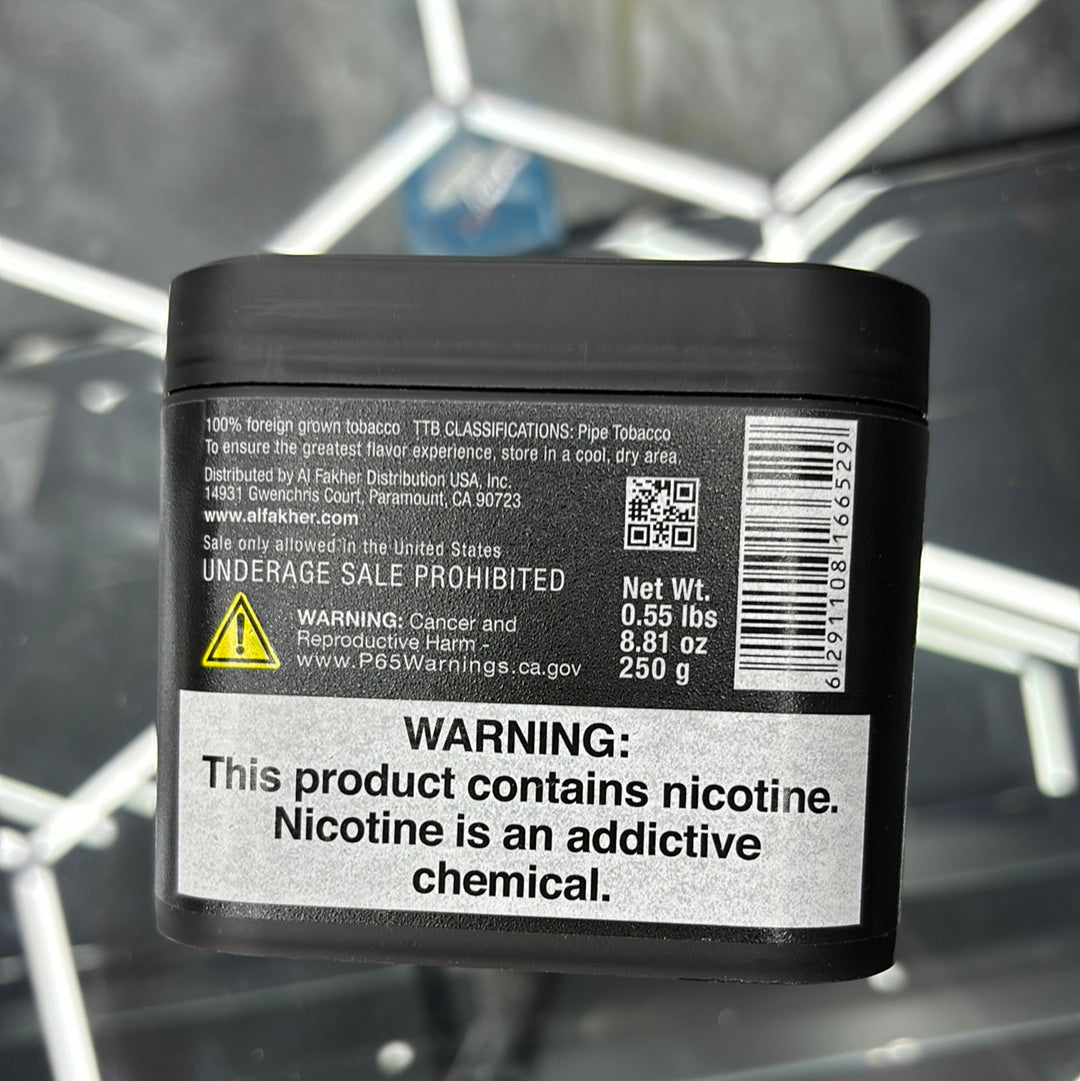 100% foreign grown tobacco TTB CLASSIFICATIONS: Pipe Tobacco
To ensure the greatest flavor experience, store in a cool, dry area.
Distributed by Al Fakher Distribution USA, Inc.
14931 Gwenchris Court, Paramount, CA 90723
www.alfakher.com
Sale only allowed in the United States
UNDERAGE SALE PROHIBITED
WARNING: Cancer and
Reproductive Harm -
www.P65Warnings.ca.gov
Net Wt.
0.55 lbs
8.81 oz
250 g
6 291108 166529
WARNING:
This product contains nicotine.
Nicotine is an addictive
chemical.